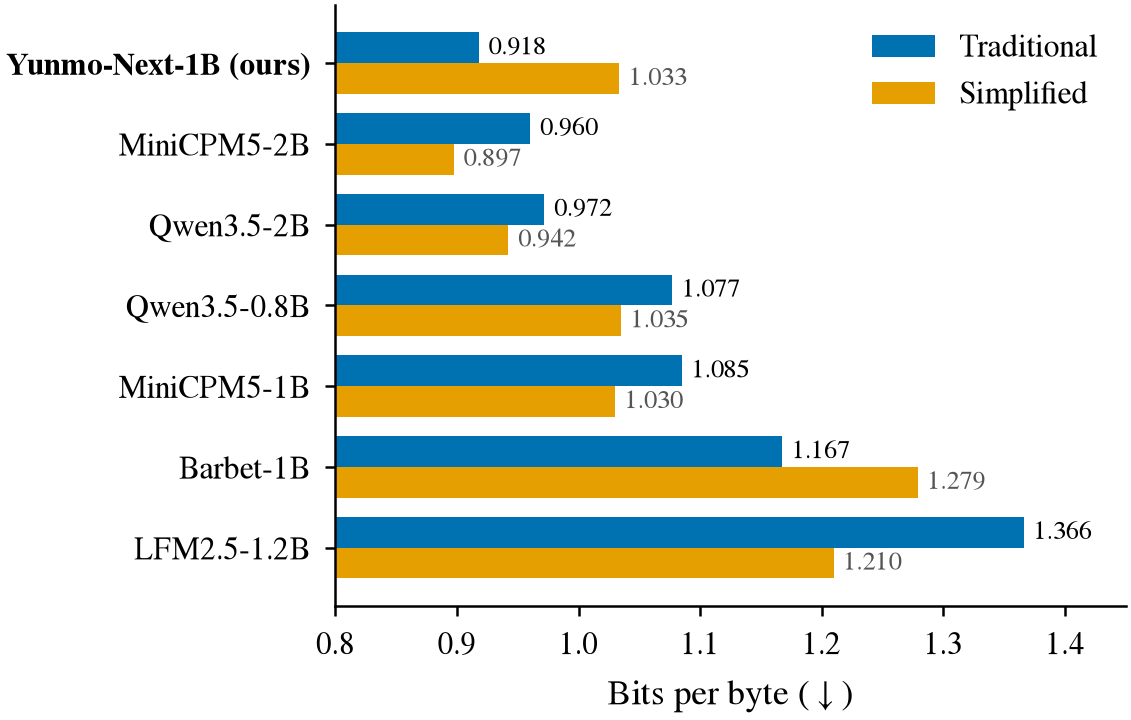 Traditional
Simplified
Yunmo-Next-1B (ours) 0.918
1.033
MiniCPM5-2B 0.960
0.897
Qwen3.5-2B 0.972
0.942
Qwen3.5-0.8B 1.077
1.035
MiniCPM5-1B 1.085
1.030
Barbet-1B 1.167
1.279
LFM2.5-1.2B 1.366
1.210
0.8 0.9 1.0 1.1 1.2 1.3 1.4
Bits per byte (↓)